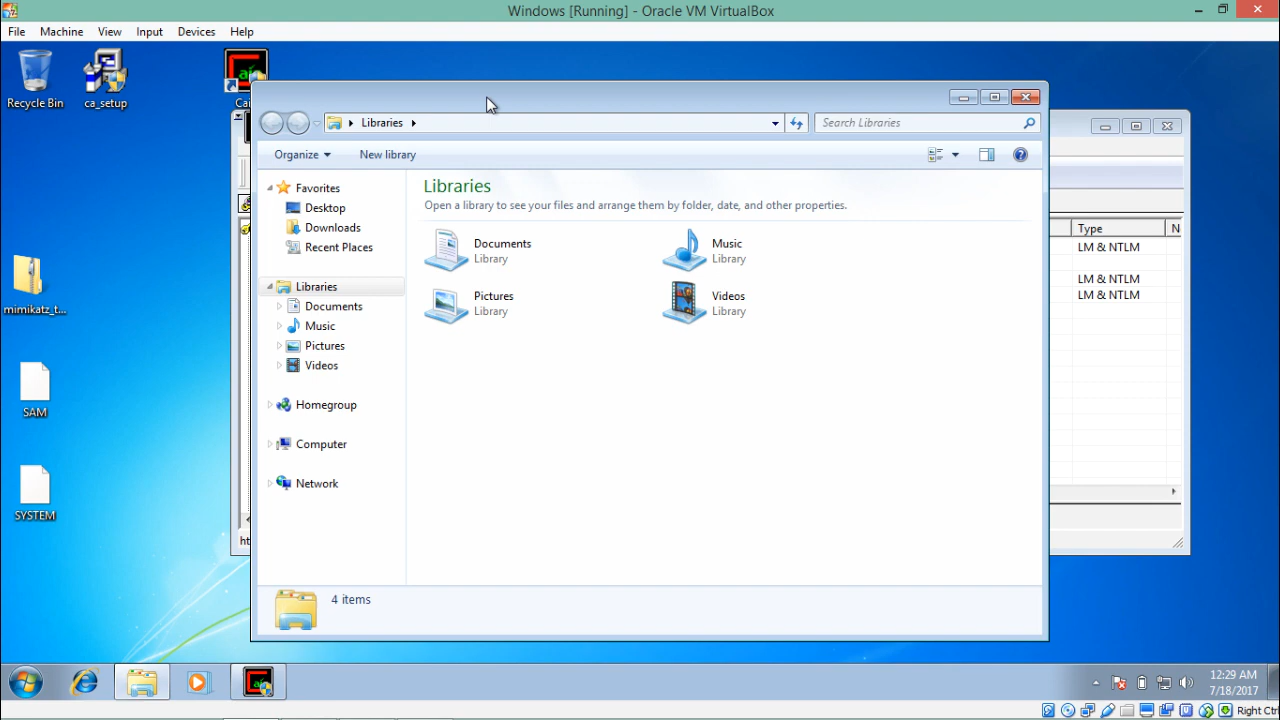 Windows [Running] - Oracle VM VirtualBox
File Machine View Input Devices Help
Recycle Bin
ca_setup
Libraries
Search Libraries
Organize New library
Favorites
Desktop
Downloads
Recent Places
Libraries
Documents
Music
Pictures
Videos
Homegroup
Computer
Network
Libraries
Open a library to see your files and arrange them by folder, date, and other properties.
Documents
Library
Music
Library
Pictures
Library
Videos
Library
4 items
Type N
LM & NTLM
LM & NTLM
LM & NTLM
mimikatz_t...
SAM
SYSTEM
ht
12:29 AM
7/18/2017
Right Ctrl